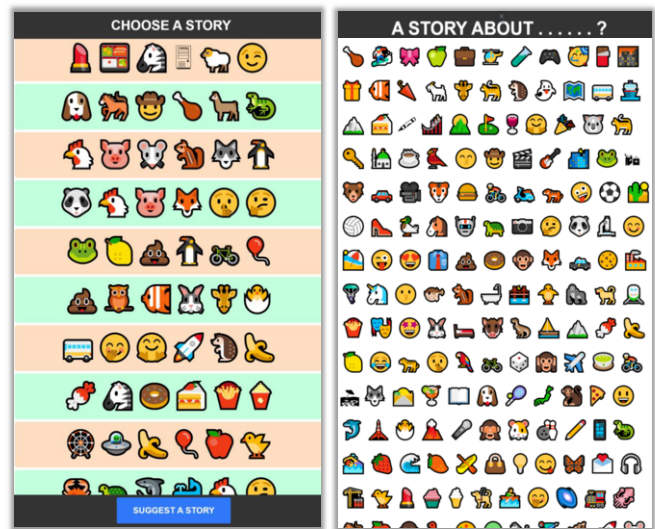 CHOOSE A STORY
SUGGEST A STORY
A STORY ABOUT . . . . . . ?